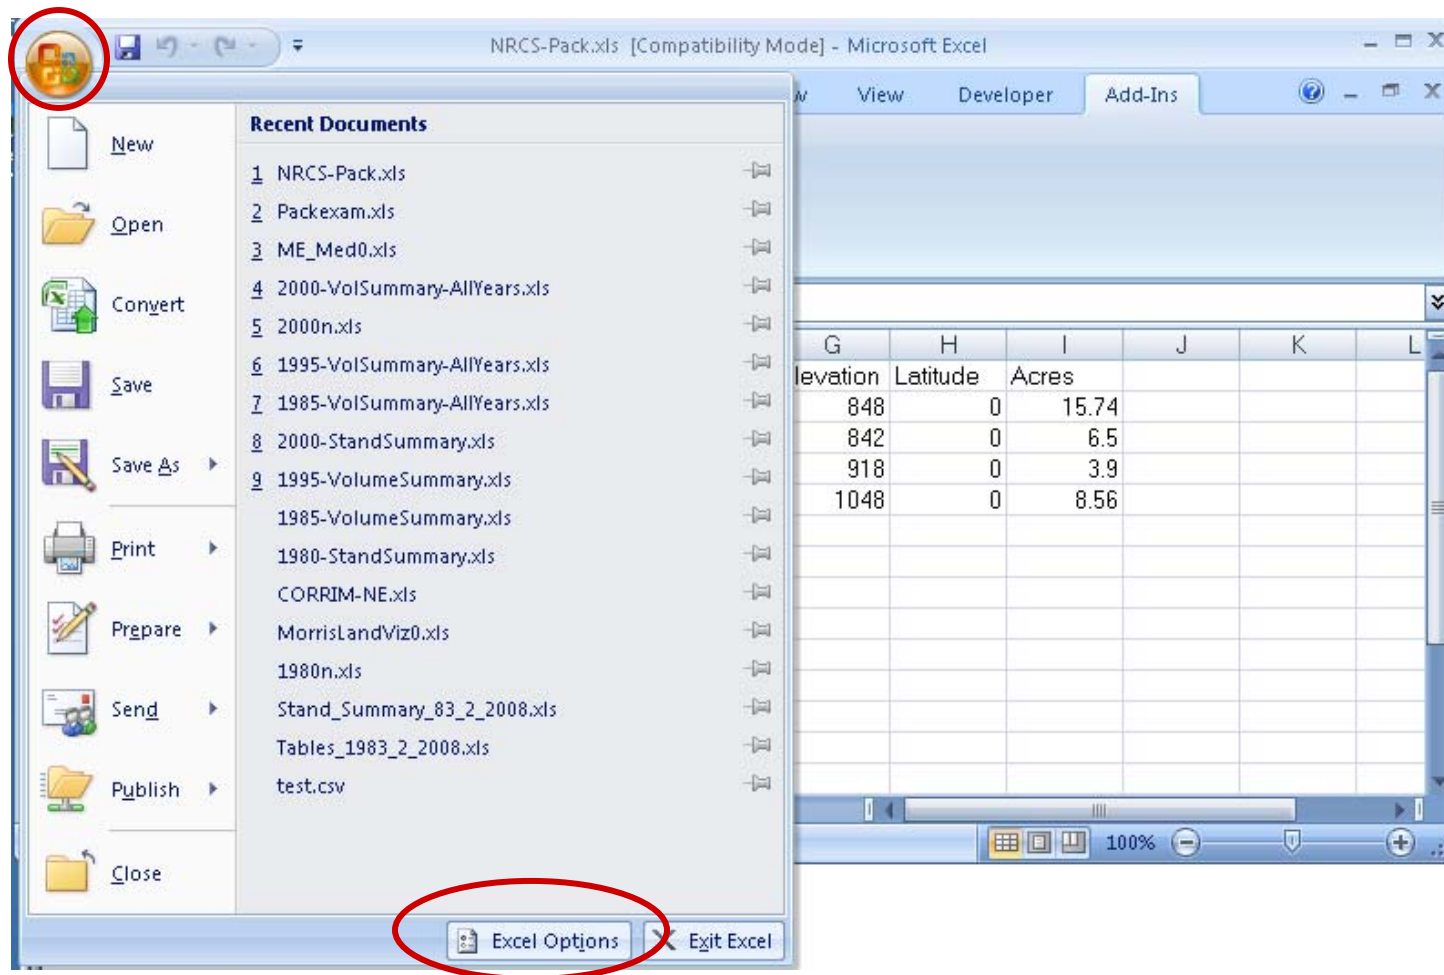 NRCS-Pack.xls [Compatibility Mode] - Microsoft Excel
View Developer Add-Ins
New
Open
Convert
Save
Save As
Print
Prepare
Send
Publish
Close
Recent Documents
1 NRCS-Pack.xls
2 Packexam.xls
3 ME_Med0.xls
4 2000-VolSummary-AllYears.xls
5 2000n.xls
6 1995-VolSummary-AllYears.xls
7 1985-VolSummary-AllYears.xls
8 2000-StandSummary.xls
9 1995-VolumeSummary.xls
1985-VolumeSummary.xls
1980-StandSummary.xls
CORRIM-NE.xls
MorrisLandViz0.xls
1980n.xls
Stand_Summary_83_2_2008.xls
Tables_1983_2_2008.xls
test.csv
Excel Options Exit Excel
G H I J K L
levation Latitude Acres
848 0 15.74
842 0 6.5
918 0 3.9
1048 0 8.56
100%